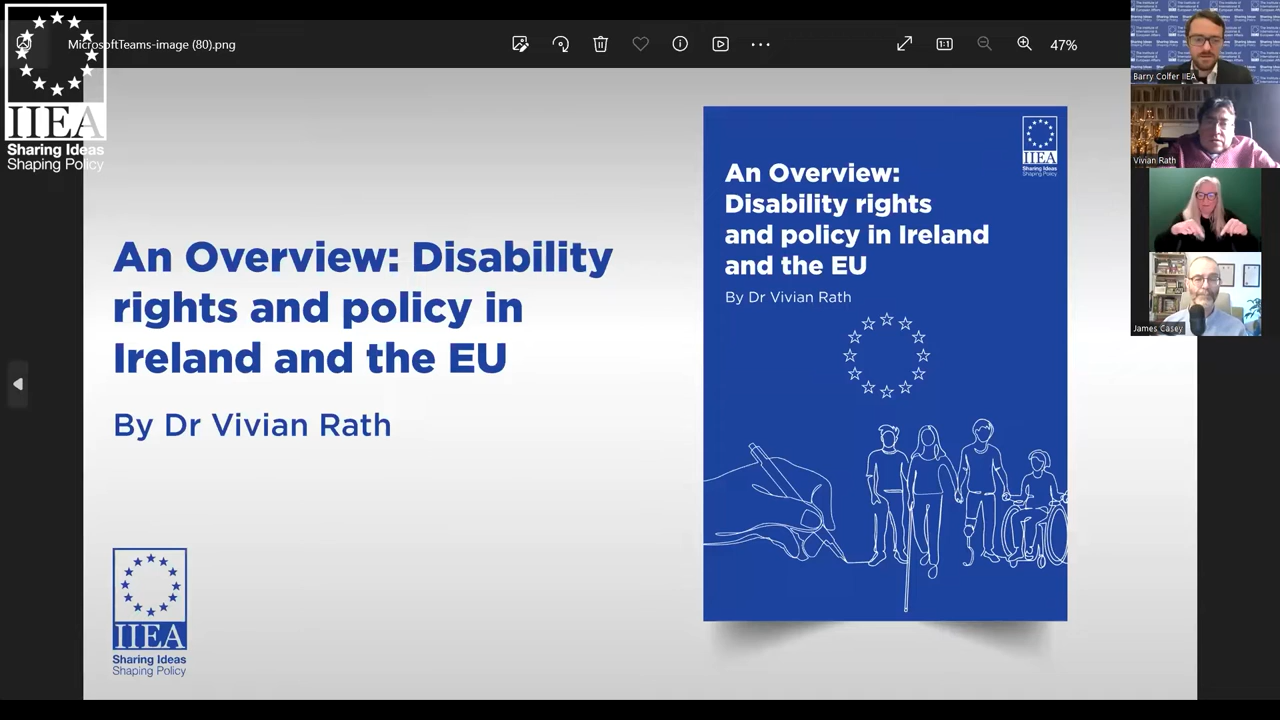 MicrosoftTeams-image (80).png
47%
IIEA
Sharing Ideas
Shaping Policy
An Overview: Disability
rights and policy in
Ireland and the EU
By Dr Vivian Rath
IIEA
Sharing Ideas
Shaping Policy
IIEA
Sharing Ideas
Shaping Policy
An Overview:
Disability rights
and policy in Ireland
and the EU
By Dr Vivian Rath
Barry Colfer IIEA
Vivian Rath
James Casey